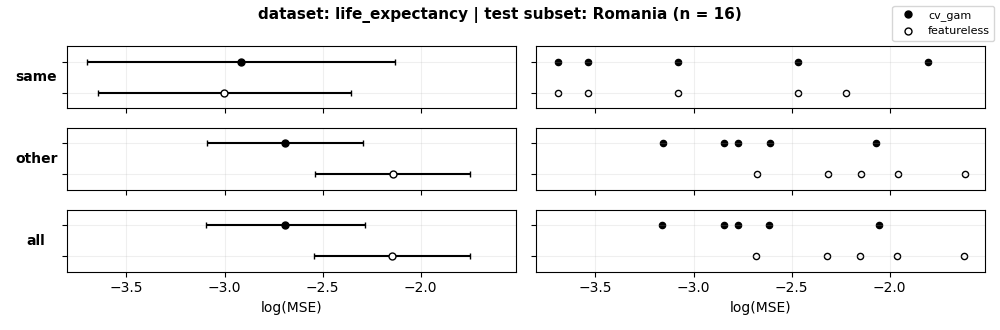 dataset: life_expectancy | test subset: Romania (n = 16)
cv_gam
featureless
same
other
all
−3.5 −3.0 −2.5 −2.0
−3.5 −3.0 −2.5 −2.0
log(MSE)
log(MSE)